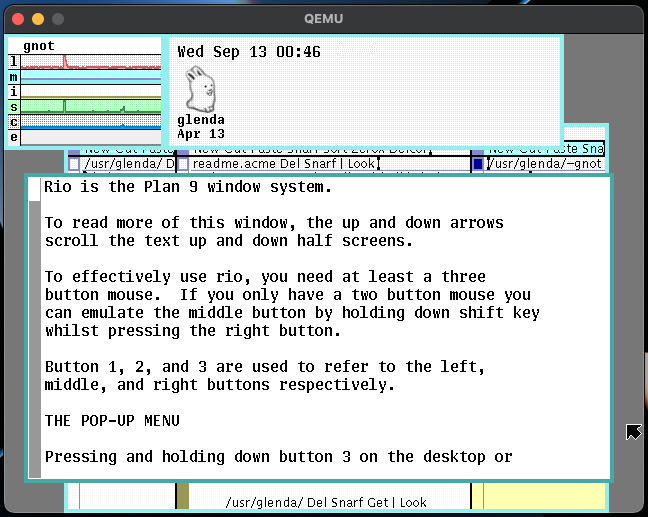 QEMU
gnot
l
m
i
s
c
e
Wed Sep 13 00:46
glenda
Apr 13
New Cut Paste Snarf Sort Zerox Delcol
New Cut Paste Sna
/usr/glenda/ D
readme.acme Del Snarf | Look
/usr/glenda/-gnot
Rio is the Plan 9 window system.
To read more of this window, the up and down arrows
scroll the text up and down half screens.
To effectively use rio, you need at least a three
button mouse.  If you only have a two button mouse you
can emulate the middle button by holding down shift key
whilst pressing the right button.
Button 1, 2, and 3 are used to refer to the left,
middle, and right buttons respectively.
THE POP-UP MENU
Pressing and holding down button 3 on the desktop or
/usr/glenda/ Del Snarf Get | Look